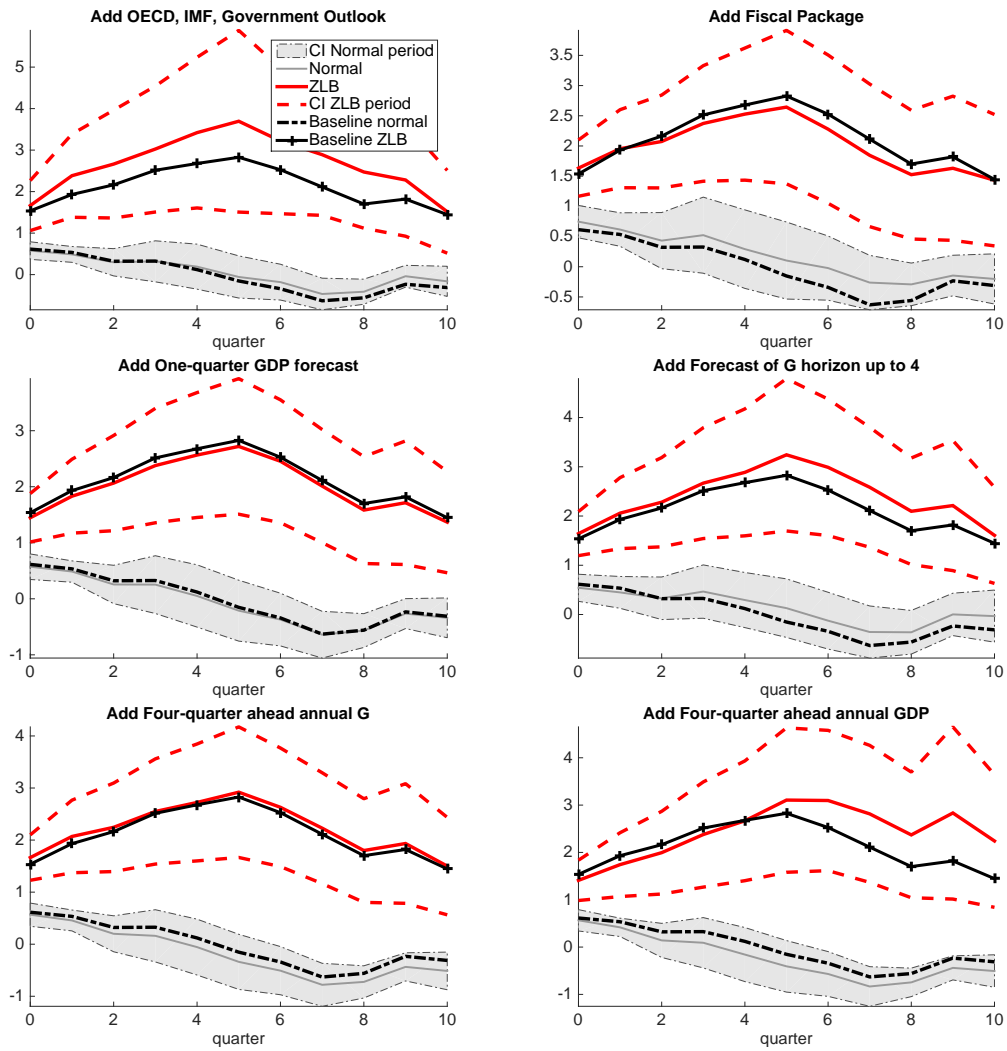 Add OECD, IMF, Government Outlook
5
4
3
2
1
0
0 2 4 6 8 10
quarter
CI Normal period
Normal
ZLB
CI ZLB period
Baseline normal
Baseline ZLB
Add Fiscal Package
3.5
3
2.5
2
1.5
1
0.5
0
-0.5
0 2 4 6 8 10
quarter
Add One-quarter GDP forecast
3
2
1
0
-1
0 2 4 6 8 10
quarter
Add Forecast of G horizon up to 4
4
3
2
1
0
0 2 4 6 8 10
quarter
Add Four-quarter ahead annual G
4
3
2
1
0
-1
0 2 4 6 8 10
quarter
Add Four-quarter ahead annual GDP
4
3
2
1
0
-1
0 2 4 6 8 10
quarter